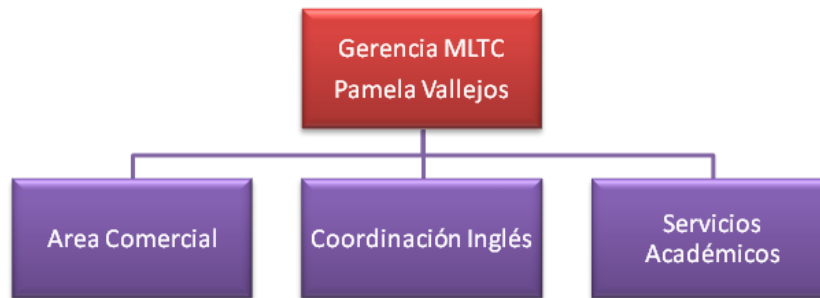 Gerencia MLTC
Pamela Vallejos
Area Comercial
Coordinación Inglés
Servicios
Académicos